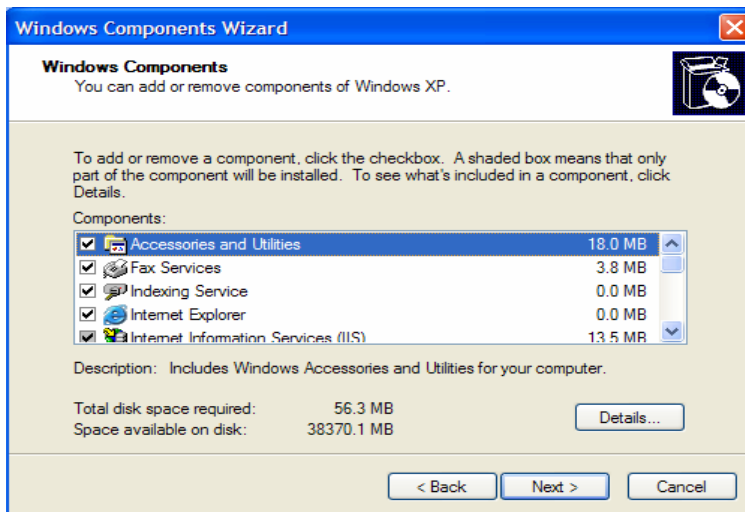 Windows Components Wizard
Windows Components
You can add or remove components of Windows XP.
To add or remove a component, click the checkbox. A shaded box means that only
part of the component will be installed. To see what's included in a component, click
Details.
Components:
Accessories and Utilities 18.0 MB
Fax Services 3.8 MB
Indexing Service 0.0 MB
Internet Explorer 0.0 MB
Internet Information Services (IIS) 13.5 MB
Description: Includes Windows Accessories and Utilities for your computer.
Total disk space required: 56.3 MB
Space available on disk: 38370.1 MB
Details...
< Back Next > Cancel